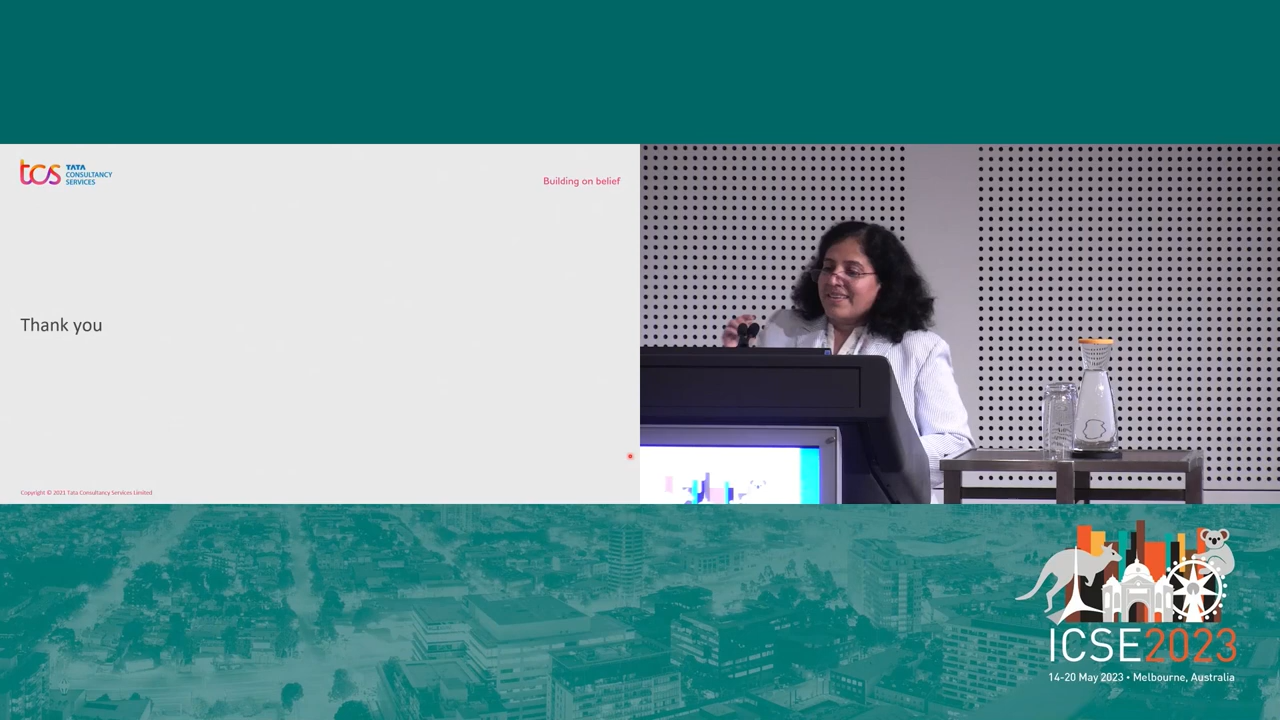 tcs TATA
CONSULTANCY
SERVICES
Building on belief
Thank you
Copyright © 2021 Tata Consultancy Services Limited
ICSE2023
14-20 May 2023 • Melbourne, Australia